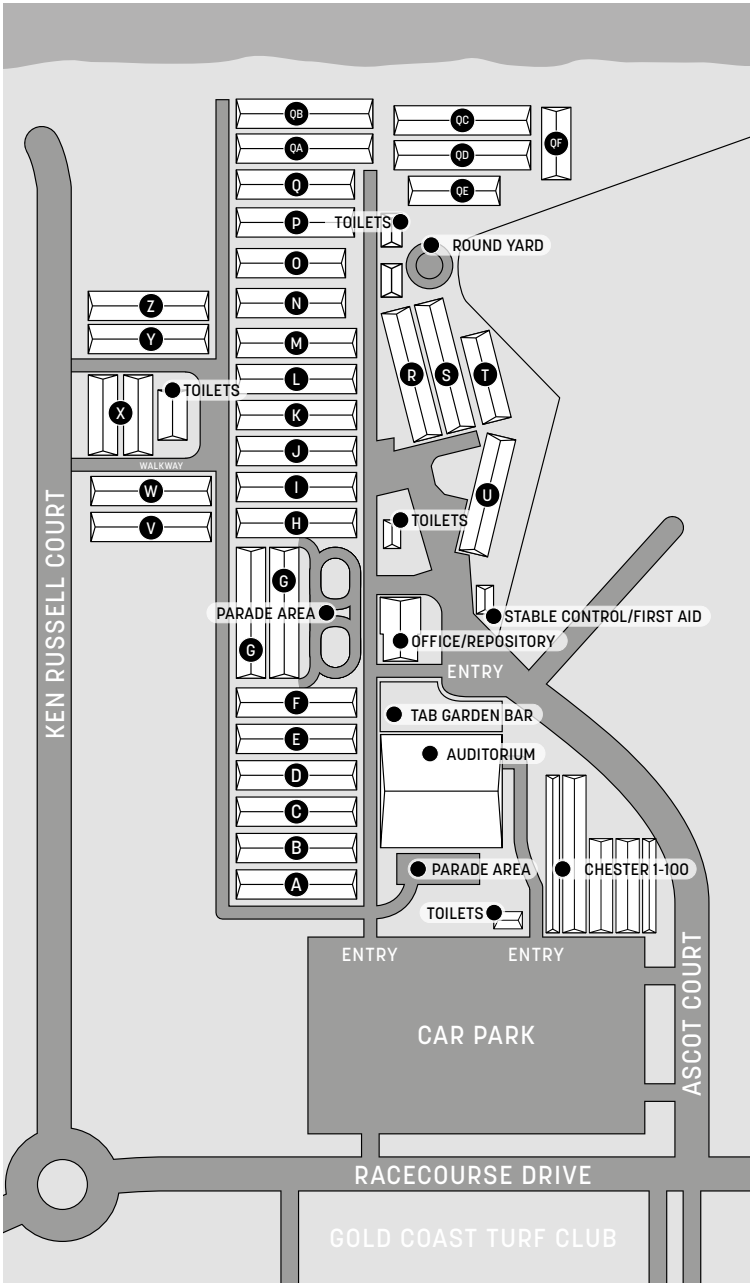 QB
QC
QF
QA
QD
Q
QE
P
TOILETS
ROUND YARD
O
N
Z
M
Y
L
R
S
T
TOILETS
K
X
J
WALKWAY
I
W
U
H
TOILETS
V
G
PARADE AREA
STABLE CONTROL/FIRST AID
G
OFFICE/REPOSITORY
ENTRY
KEN RUSSELL COURT
F
TAB GARDEN BAR
E
AUDITORIUM
D
C
B
PARADE AREA
CHESTER 1-100
A
TOILETS
ENTRY
ENTRY
ASCOT COURT
CAR PARK
RACECOURSE DRIVE
GOLD COAST TURF CLUB